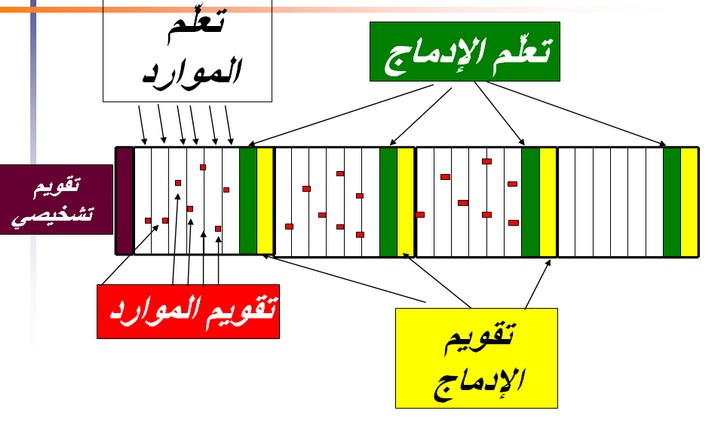 تعلّم
الموارد
تعلّم الإدماج
تقويم
تشخيصي
تقويم الموارد
تقويم
الإدماج